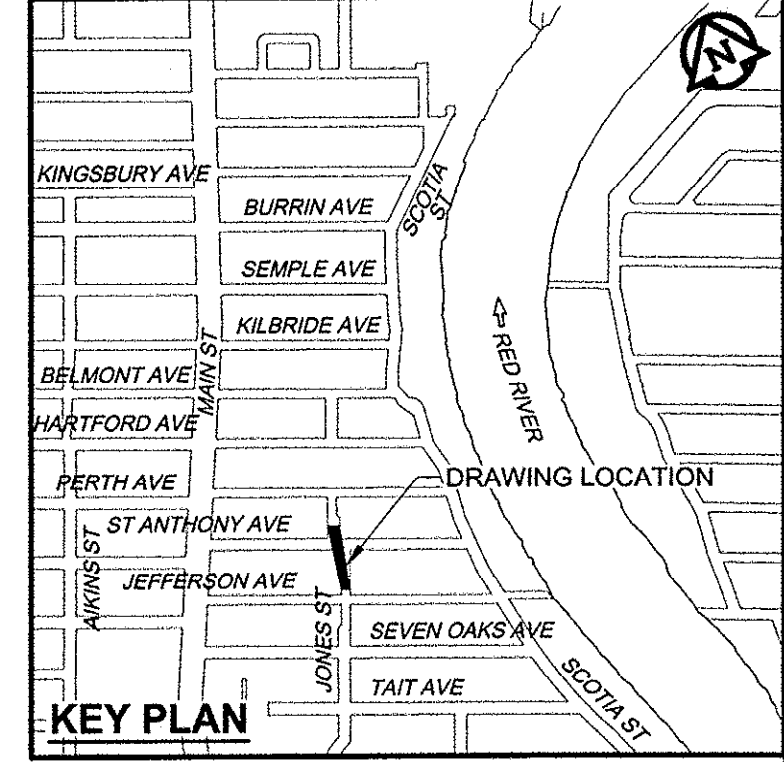 N
KINGSBURY AVE
BURRIN AVE
SCOTIA
ST
SEMPLE AVE
KILBRIDE AVE
RED RIVER
MAIN ST
BELMONT AVE
HARTFORD AVE
PERTH AVE
DRAWING LOCATION
ST ANTHONY AVE
AIKINS ST
JEFFERSON AVE
JONES ST
SEVEN OAKS AVE
SCOTIA ST
TAIT AVE
KEY PLAN